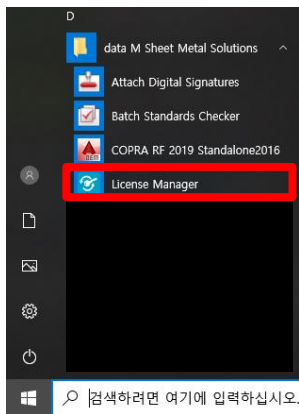 D
data M Sheet Metal Solutions
Attach Digital Signatures
Batch Standards Checker
COPRA RF 2019 Standalone2016
License Manager
검색하려면 여기에 입력하십시오.